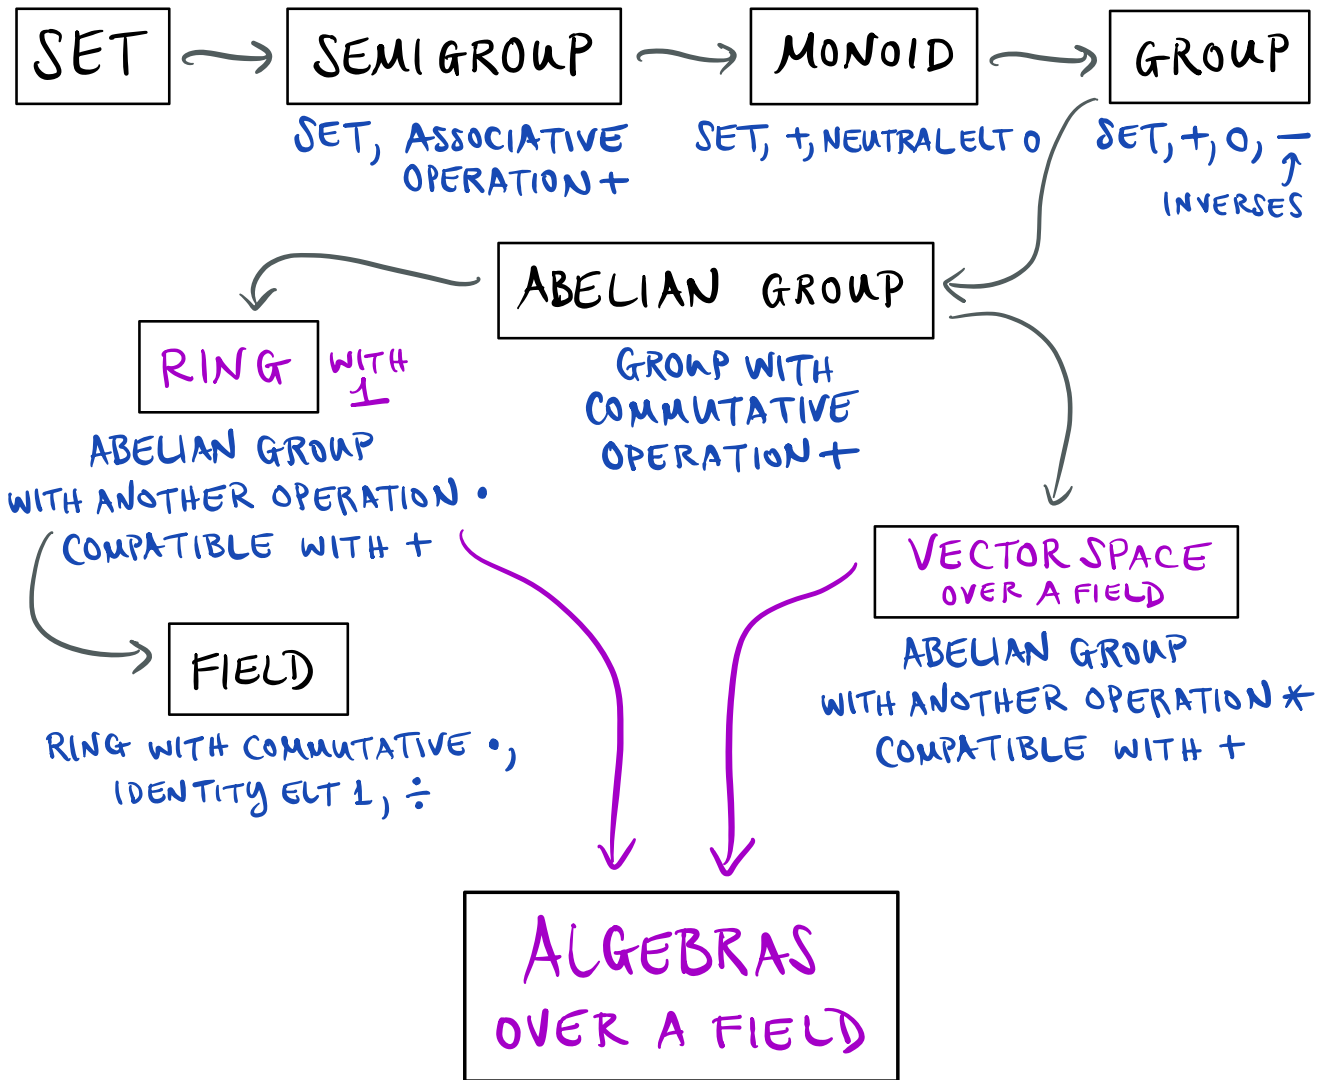 SET
SEMIGROUP
MONOID
GROUP
SET, ASSOCIATIVE
OPERATION +
SET, +, NEUTRAL ELT 0
SET, +, 0, −
INVERSES
ABELIAN GROUP
GROUP WITH
COMMUTATIVE
OPERATION +
RING WITH
1
ABELIAN GROUP
WITH ANOTHER OPERATION •
COMPATIBLE WITH +
VECTOR SPACE
OVER A FIELD
ABELIAN GROUP
WITH ANOTHER OPERATION *
COMPATIBLE WITH +
FIELD
RING WITH COMMUTATIVE •,
IDENTITY ELT 1, ÷
ALGEBRAS
OVER A FIELD